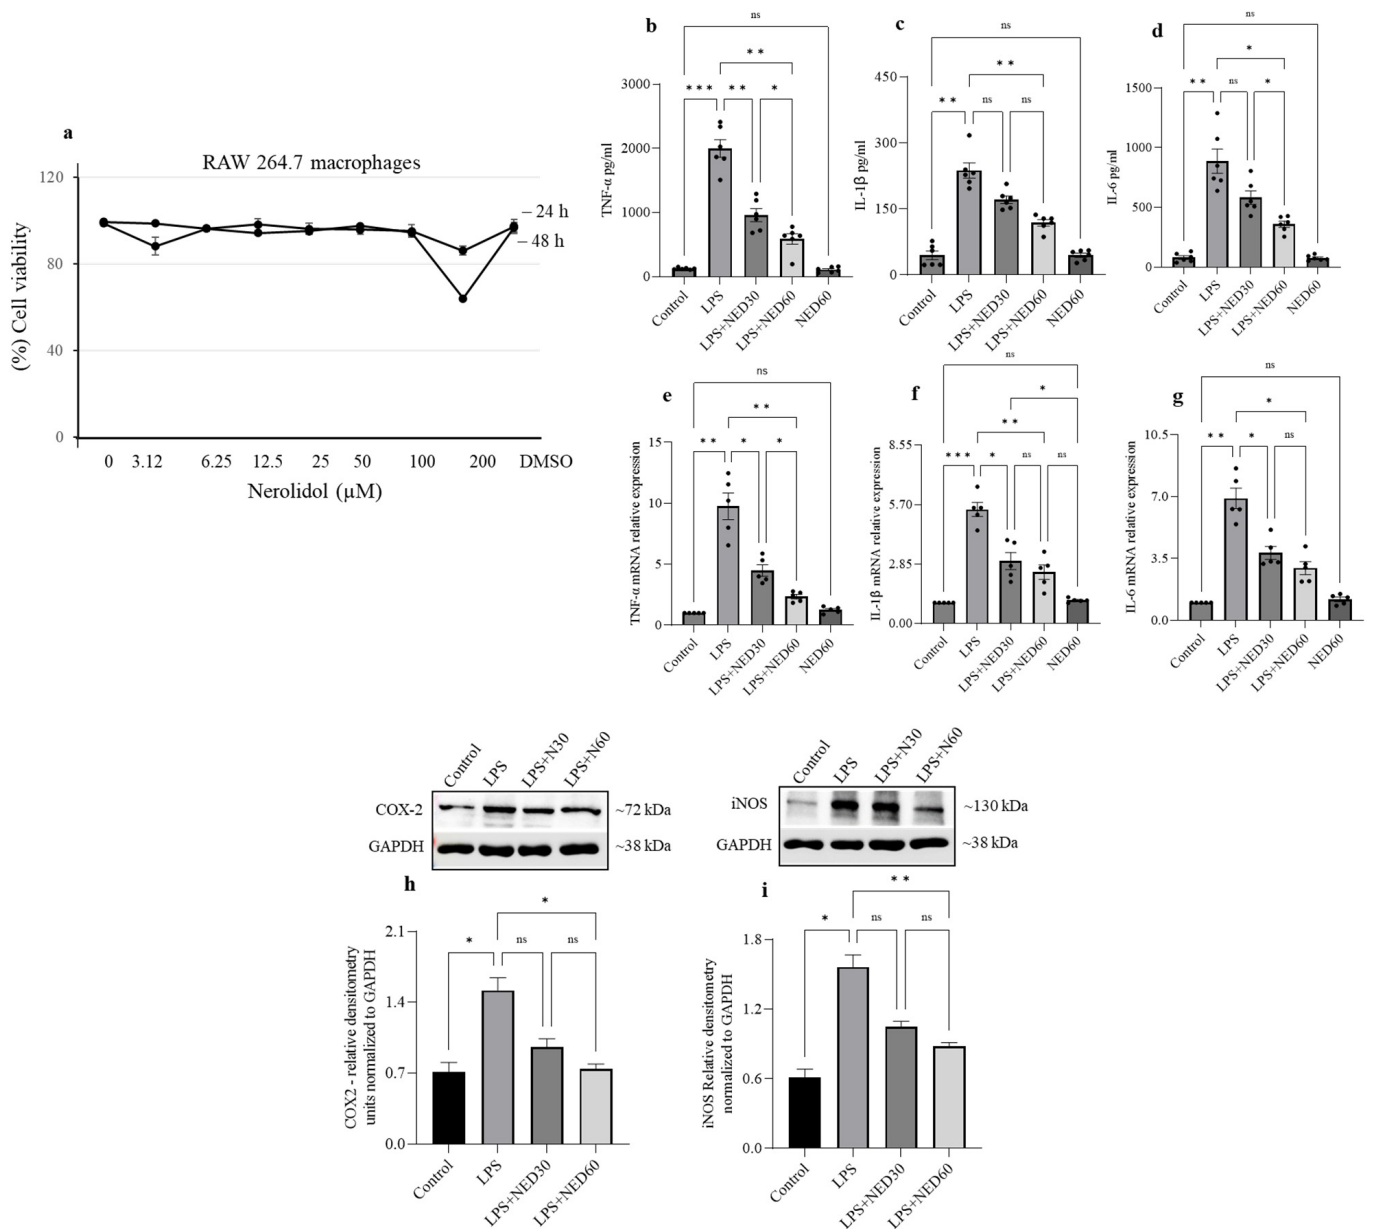 a
RAW 264.7 macrophages
120
80
40
0
(%) Cell viability
24 h
48 h
0 3.12 6.25 12.5 25 50 100 200 DMSO
Nerolidol (µM)
b
ns
* *
* * * * * *
3000
2000
1000
0
TNF-α pg/ml
Control LPS LPS+NED30 LPS+NED60 NED60
c
ns
* *
* * ns ns
450
300
150
0
IL-1β pg/ml
Control LPS LPS+NED30 LPS+NED60 NED60
d
ns
*
* * ns *
1500
1000
500
0
IL-6 pg/ml
Control LPS LPS+NED30 LPS+NED60 NED60
e
ns
* *
* * * *
15
10
5
0
TNF-α mRNA relative expression
Control LPS LPS+NED30 LPS+NED60 NED60
f
ns
*
* *
* * * * ns ns
8.55
5.70
2.85
0.00
IL-1β mRNA relative expression
Control LPS LPS+NED30 LPS+NED60 NED60
g
ns
*
* * * ns
10.5
7.0
3.5
0.0
IL-6 mRNA relative expression
Control LPS LPS+NED30 LPS+NED60 NED60
Control LPS LPS+N30 LPS+N60
COX-2 ~72 kDa
GAPDH ~38 kDa
h
*
* ns ns
2.1
1.4
0.7
0.0
COX2 - relative densitometry
units normalized to GAPDH
Control LPS LPS+NED30 LPS+NED60
Control LPS LPS+N30 LPS+N60
iNOS ~130 kDa
GAPDH ~38 kDa
i
* *
* ns ns
1.8
1.2
0.6
0.0
iNOS Relative densitometry
normalized to GAPDH
Control LPS LPS+NED30 LPS+NED60